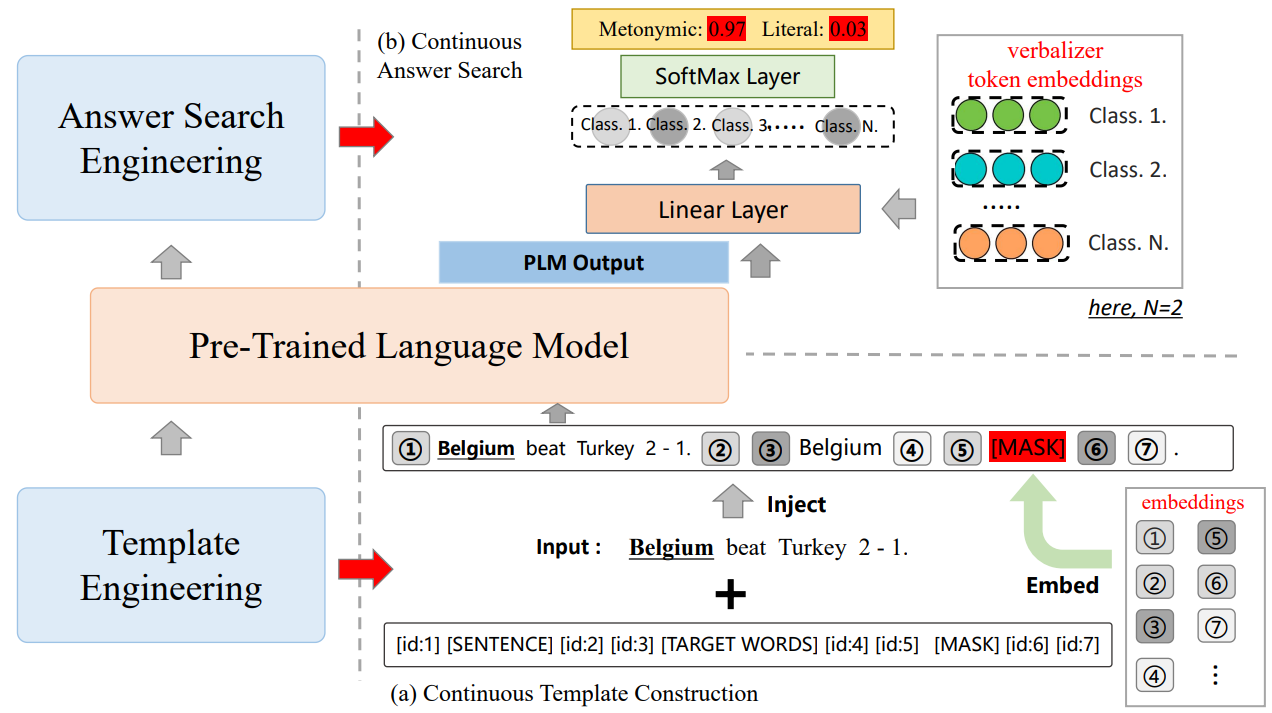 Answer Search
Engineering
Pre-Trained Language Model
Template
Engineering
(b) Continuous
Answer Search
Metonymic: 0.97 Literal: 0.03
SoftMax Layer
Class. 1. Class. 2. Class. 3. ..... Class. N.
Linear Layer
PLM Output
verbalizer
token embeddings
Class. 1.
Class. 2.
.....
Class. N.
here, N=2
① Belgium beat Turkey 2 - 1. ② ③ Belgium ④ ⑤ [MASK] ⑥ ⑦ .
Inject
Input : Belgium beat Turkey 2 - 1.
+
Embed
embeddings
① ⑤
② ⑥
③ ⑦
④ ⋮
[id:1] [SENTENCE] [id:2] [id:3] [TARGET WORDS] [id:4] [id:5] [MASK] [id:6] [id:7]
(a) Continuous Template Construction